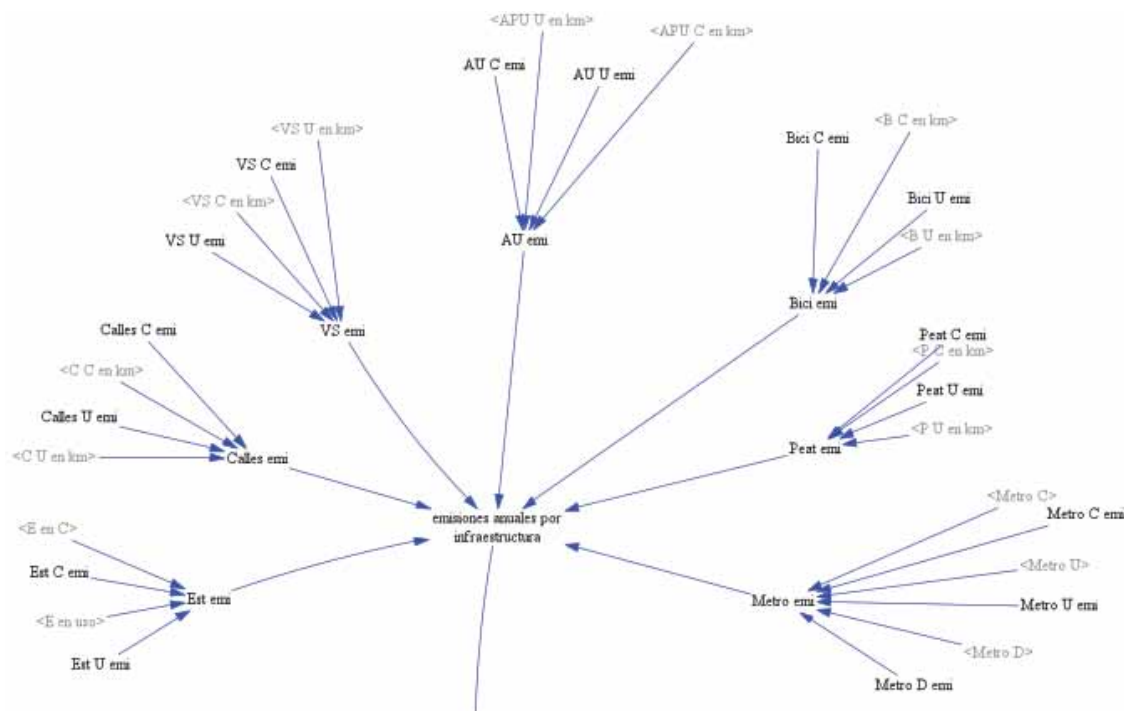 <APU U en km>
<APU C en km>
AU C emi
AU U emi
<VS U en km>
<B C en km>
Bici C emi
VS C emi
<VS C en km>
Bici U emi
VS U emi
AU emi
<B U en km>
Bici emi
Calles C emi
VS emi
Peat C emi
<P C en km>
<C C en km>
Peat U emi
Calles U emi
<P U en km>
<C U en km>
Calles emi
Peat emi
<Metro C>
Metro C emi
emisiones anuales por
infraestructura
<E en C>
Est C emi
<Metro U>
Est emi
Metro emi
Metro U emi
<E en uso>
<Metro D>
Est U emi
Metro D emi